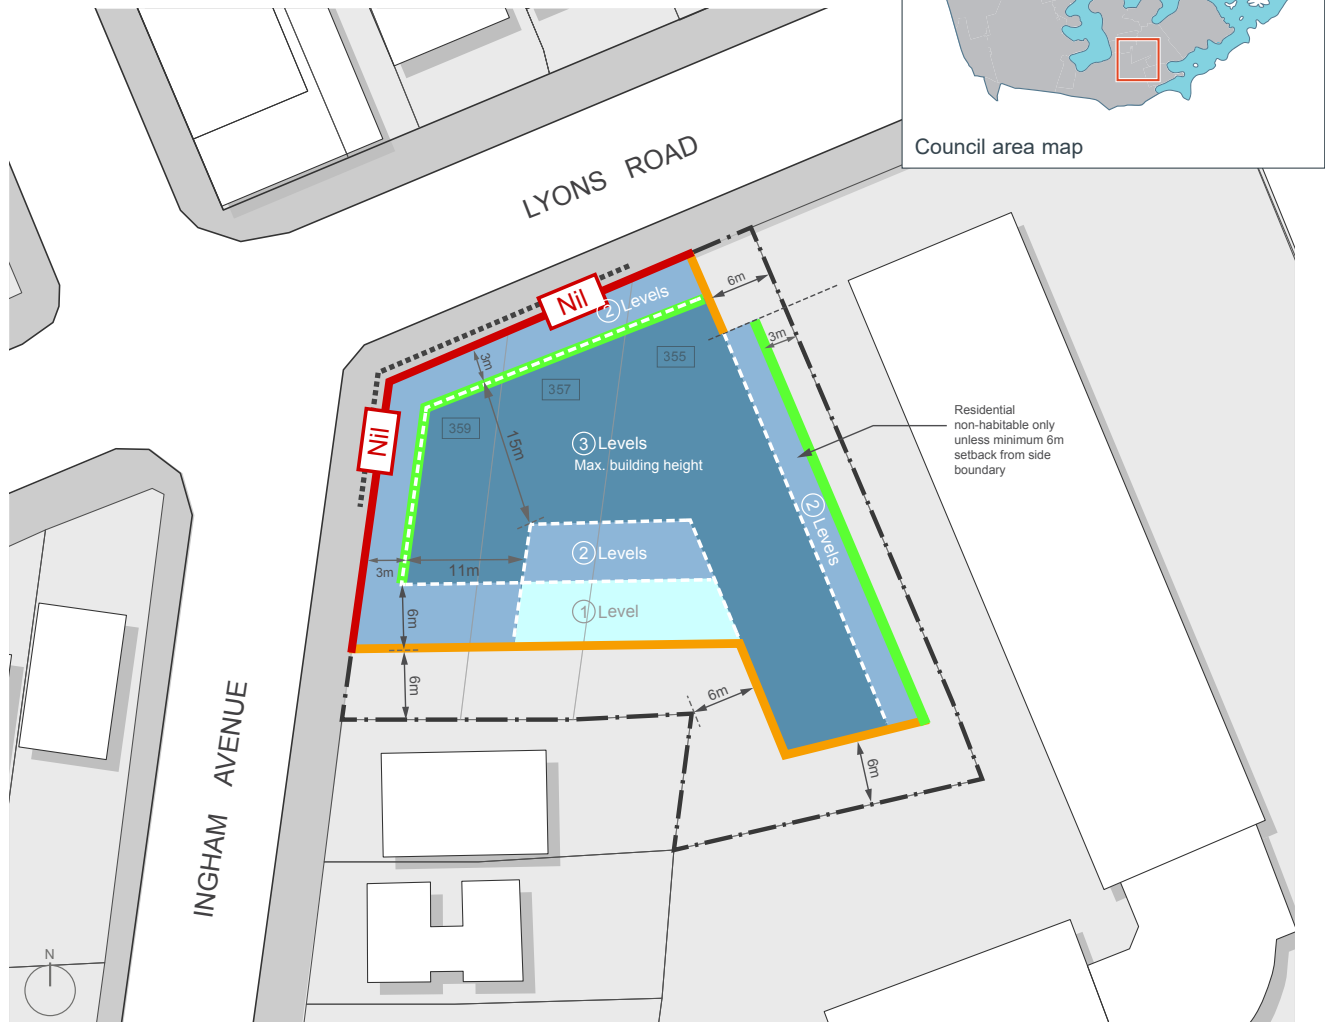 Council area map
LYONS ROAD
6m
Nil
2 Levels
3m
3m
355
357
359
Residential
non-habitable only
unless minimum 6m
setback from side
boundary
Nil
15m
3 Levels
Max. building height
2 Levels
2 Levels
3m
11m
1 Level
6m
6m
6m
6m
INGHAM AVENUE
N